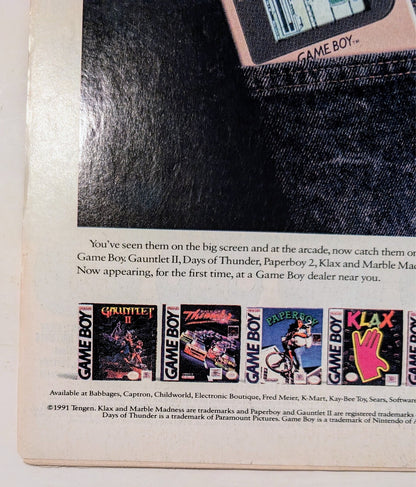 GAME BOY™
You've seen them on the big screen and at the arcade, now catch them on
Game Boy. Gauntlet II, Days of Thunder, Paperboy 2, Klax and Marble Mad
Now appearing, for the first time, at a Game Boy dealer near you.
GAME BOY
GAUNTLET
II
GAME BOY
Thunder
GAME BOY
PAPERBOY
GAME BOY
KLAX
Available at Babbages, Captron, Childworld, Electronic Boutique, Fred Meier, K-Mart, Kay-Bee Toy, Sears, Software
©1991 Tengen. Klax and Marble Madness are trademarks and Paperboy and Gauntlet II are registered trademarks
Days of Thunder is a trademark of Paramount Pictures. Game Boy is a trademark of Nintendo of A